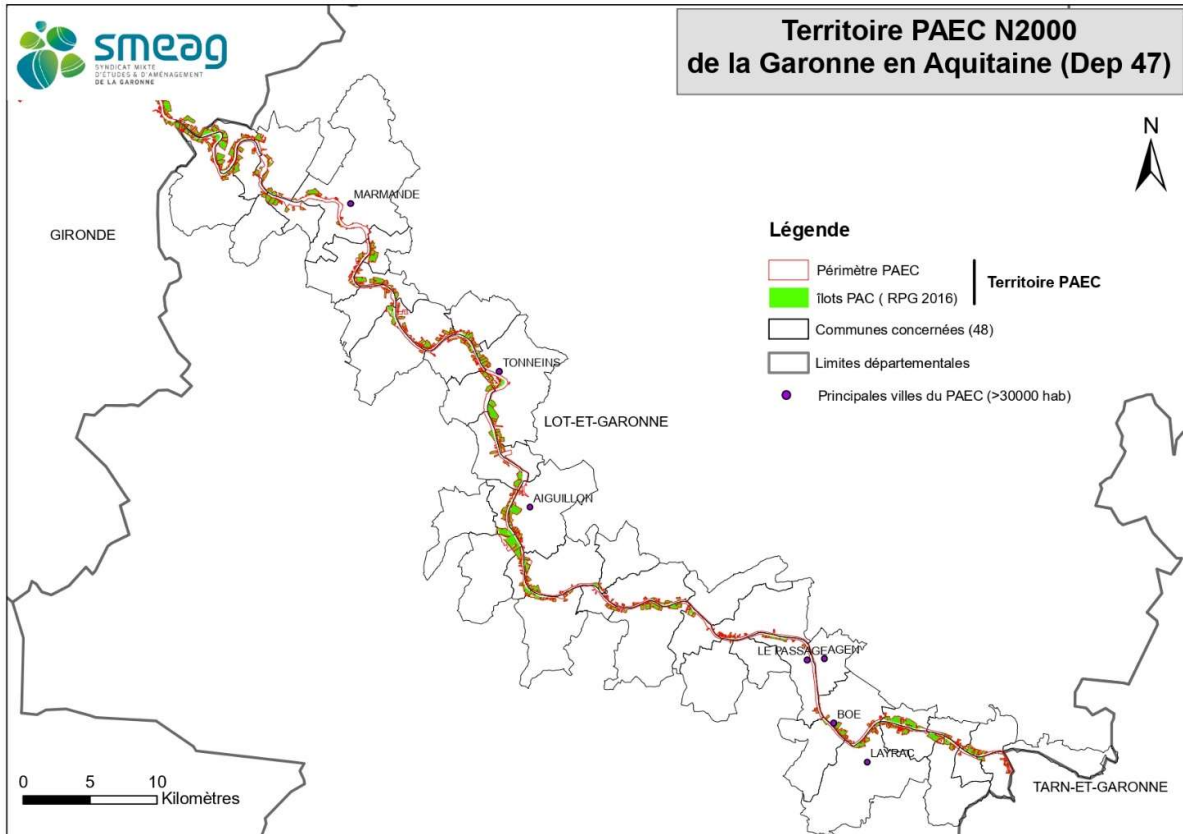 smeag
SYNDICAT MIXTE
D'ÉTUDES & D'AMÉNAGEMENT
DE LA GARONNE
Territoire PAEC N2000
de la Garonne en Aquitaine (Dep 47)
N
MARMANDE
GIRONDE
Légende
Périmètre PAEC
îlots PAC ( RPG 2016)
Territoire PAEC
Communes concernées (48)
Limites départementales
Principales villes du PAEC (>30000 hab)
TONNEINS
LOT-ET-GARONNE
AIGUILLON
LE PASSAGE
AGEN
BOE
LAYRAC
TARN-ET-GARONNE
0 5 10
Kilomètres